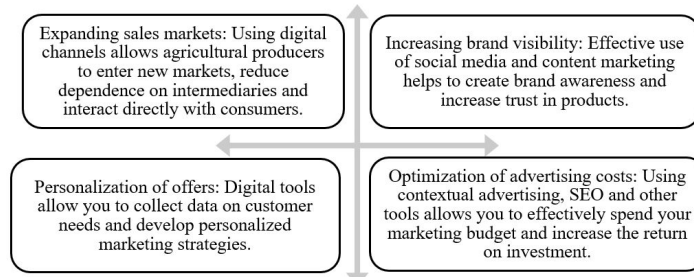 Expanding sales markets: Using digital
channels allows agricultural producers
to enter new markets, reduce
dependence on intermediaries and
interact directly with consumers.
Increasing brand visibility: Effective use
of social media and content marketing
helps to create brand awareness and
increase trust in products.
Personalization of offers: Digital tools
allow you to collect data on customer
needs and develop personalized
marketing strategies.
Optimization of advertising costs: Using
contextual advertising, SEO and other
tools allows you to effectively spend your
marketing budget and increase the return
on investment.